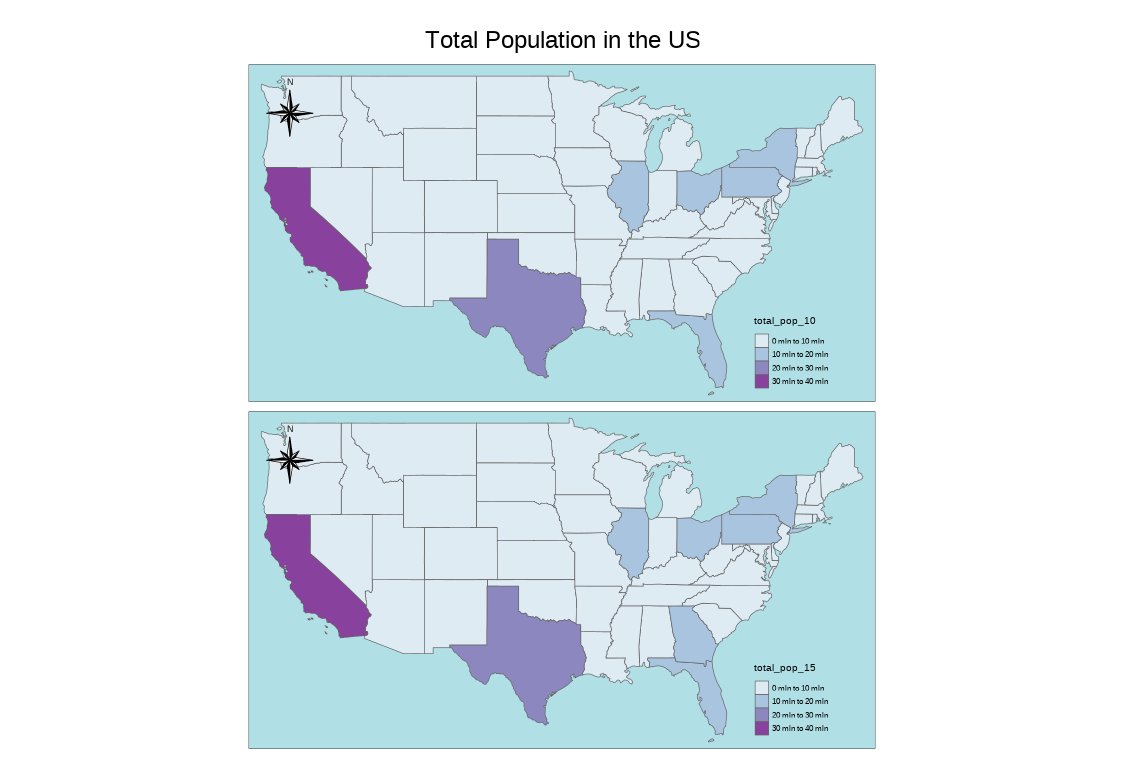 Total Population in the US
N
total_pop_10
0 mln to 10 mln
10 mln to 20 mln
20 mln to 30 mln
30 mln to 40 mln
N
total_pop_15
0 mln to 10 mln
10 mln to 20 mln
20 mln to 30 mln
30 mln to 40 mln